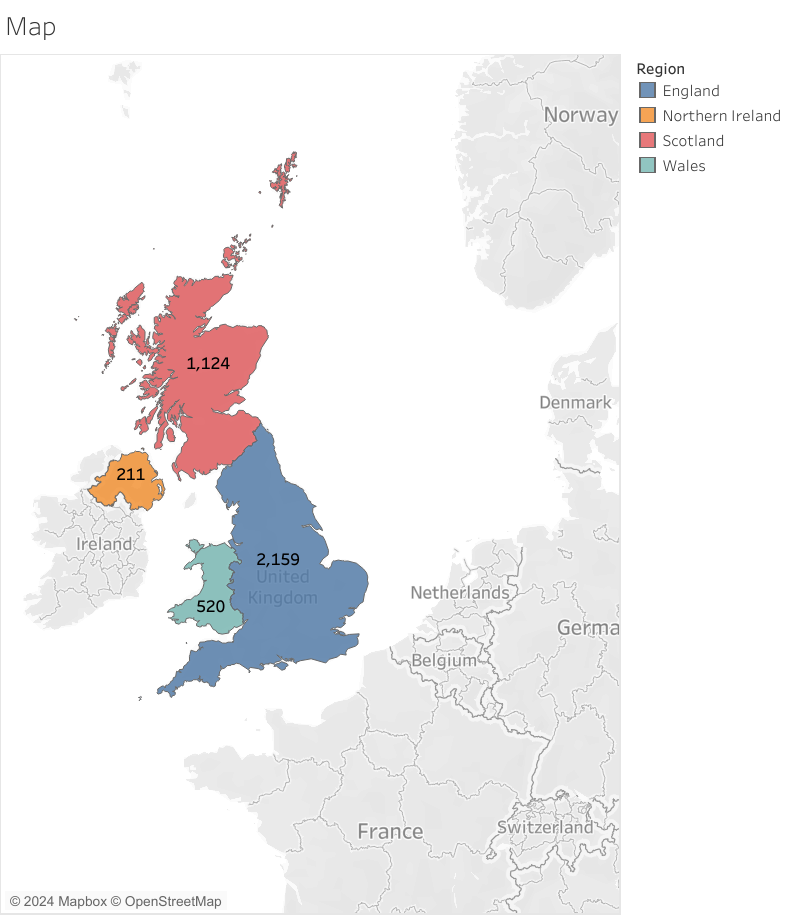 Map
Region
England
Northern Ireland
Scotland
Wales
Norway
1,124
Denmark
211
Ireland
2,159
United
Kingdom
520
Netherlands
Germa
Belgium
France
Switzerland
© 2024 Mapbox © OpenStreetMap